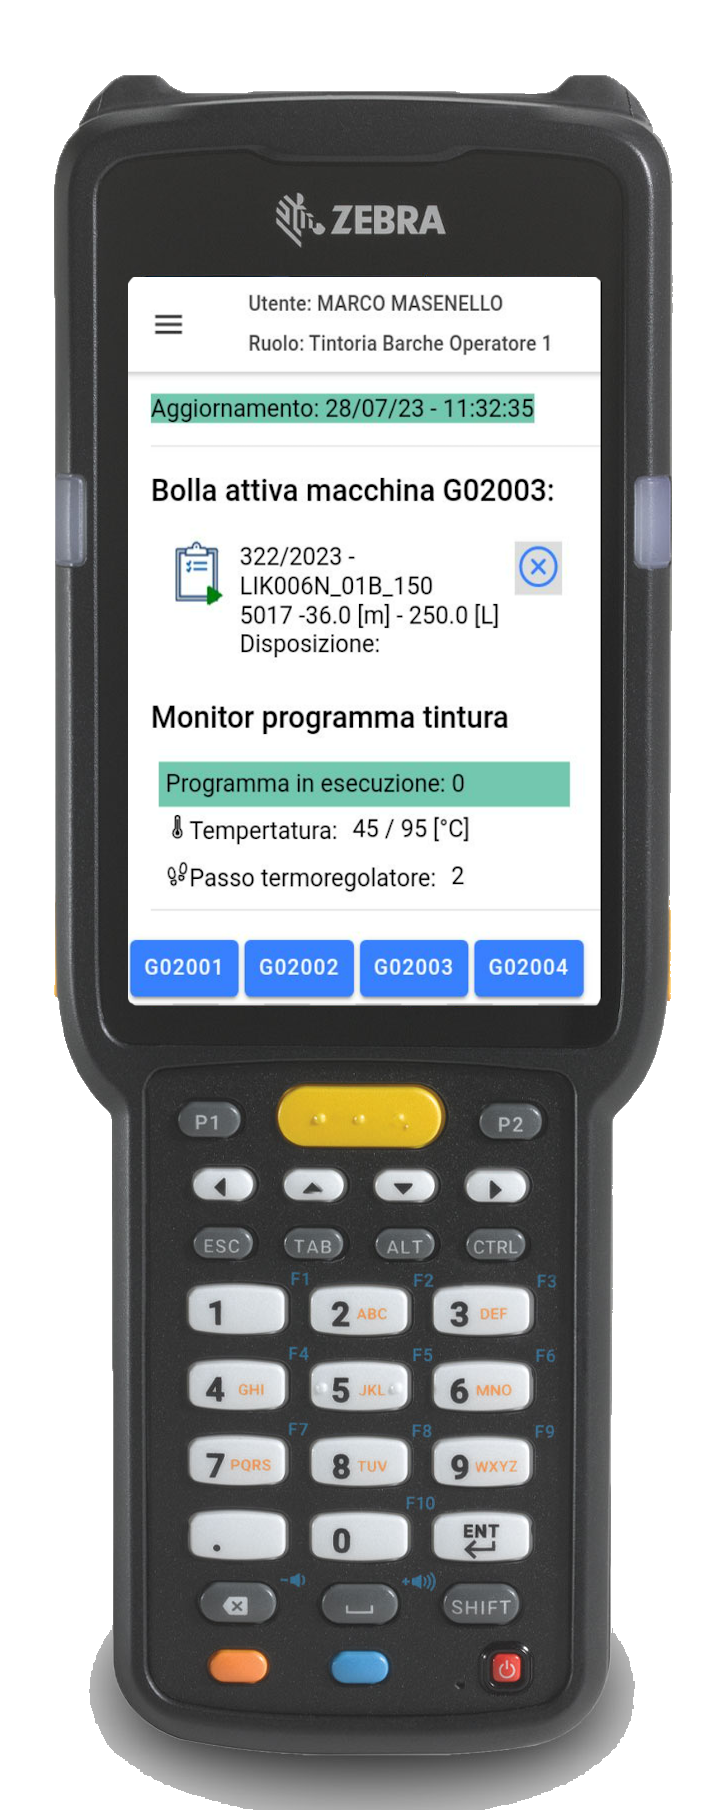 ZEBRA
Utente: MARCO MASENELLO
Ruolo: Tintoria Barche Operatore 1
Aggiornamento: 28/07/23 - 11:32:35
Bolla attiva macchina G02003:
322/2023 -
LIK006N_01B_150
5017 -36.0 [m] - 250.0 [L]
Disposizione:
Monitor programma tintura
Programma in esecuzione: 0
Tempertatura: 45 / 95 [°C]
Passo termoregolatore: 2
G02001 G02002 G02003 G02004
P1 P2
ESC TAB ALT CTRL
F1 F2 F3
1 2 ABC 3 DEF
F4 F5 F6
4 GHI 5 JKL 6 MNO
F7 F8 F9
7 PQRS 8 TUV 9 WXYZ
F10
. 0 ENT
SHIFT